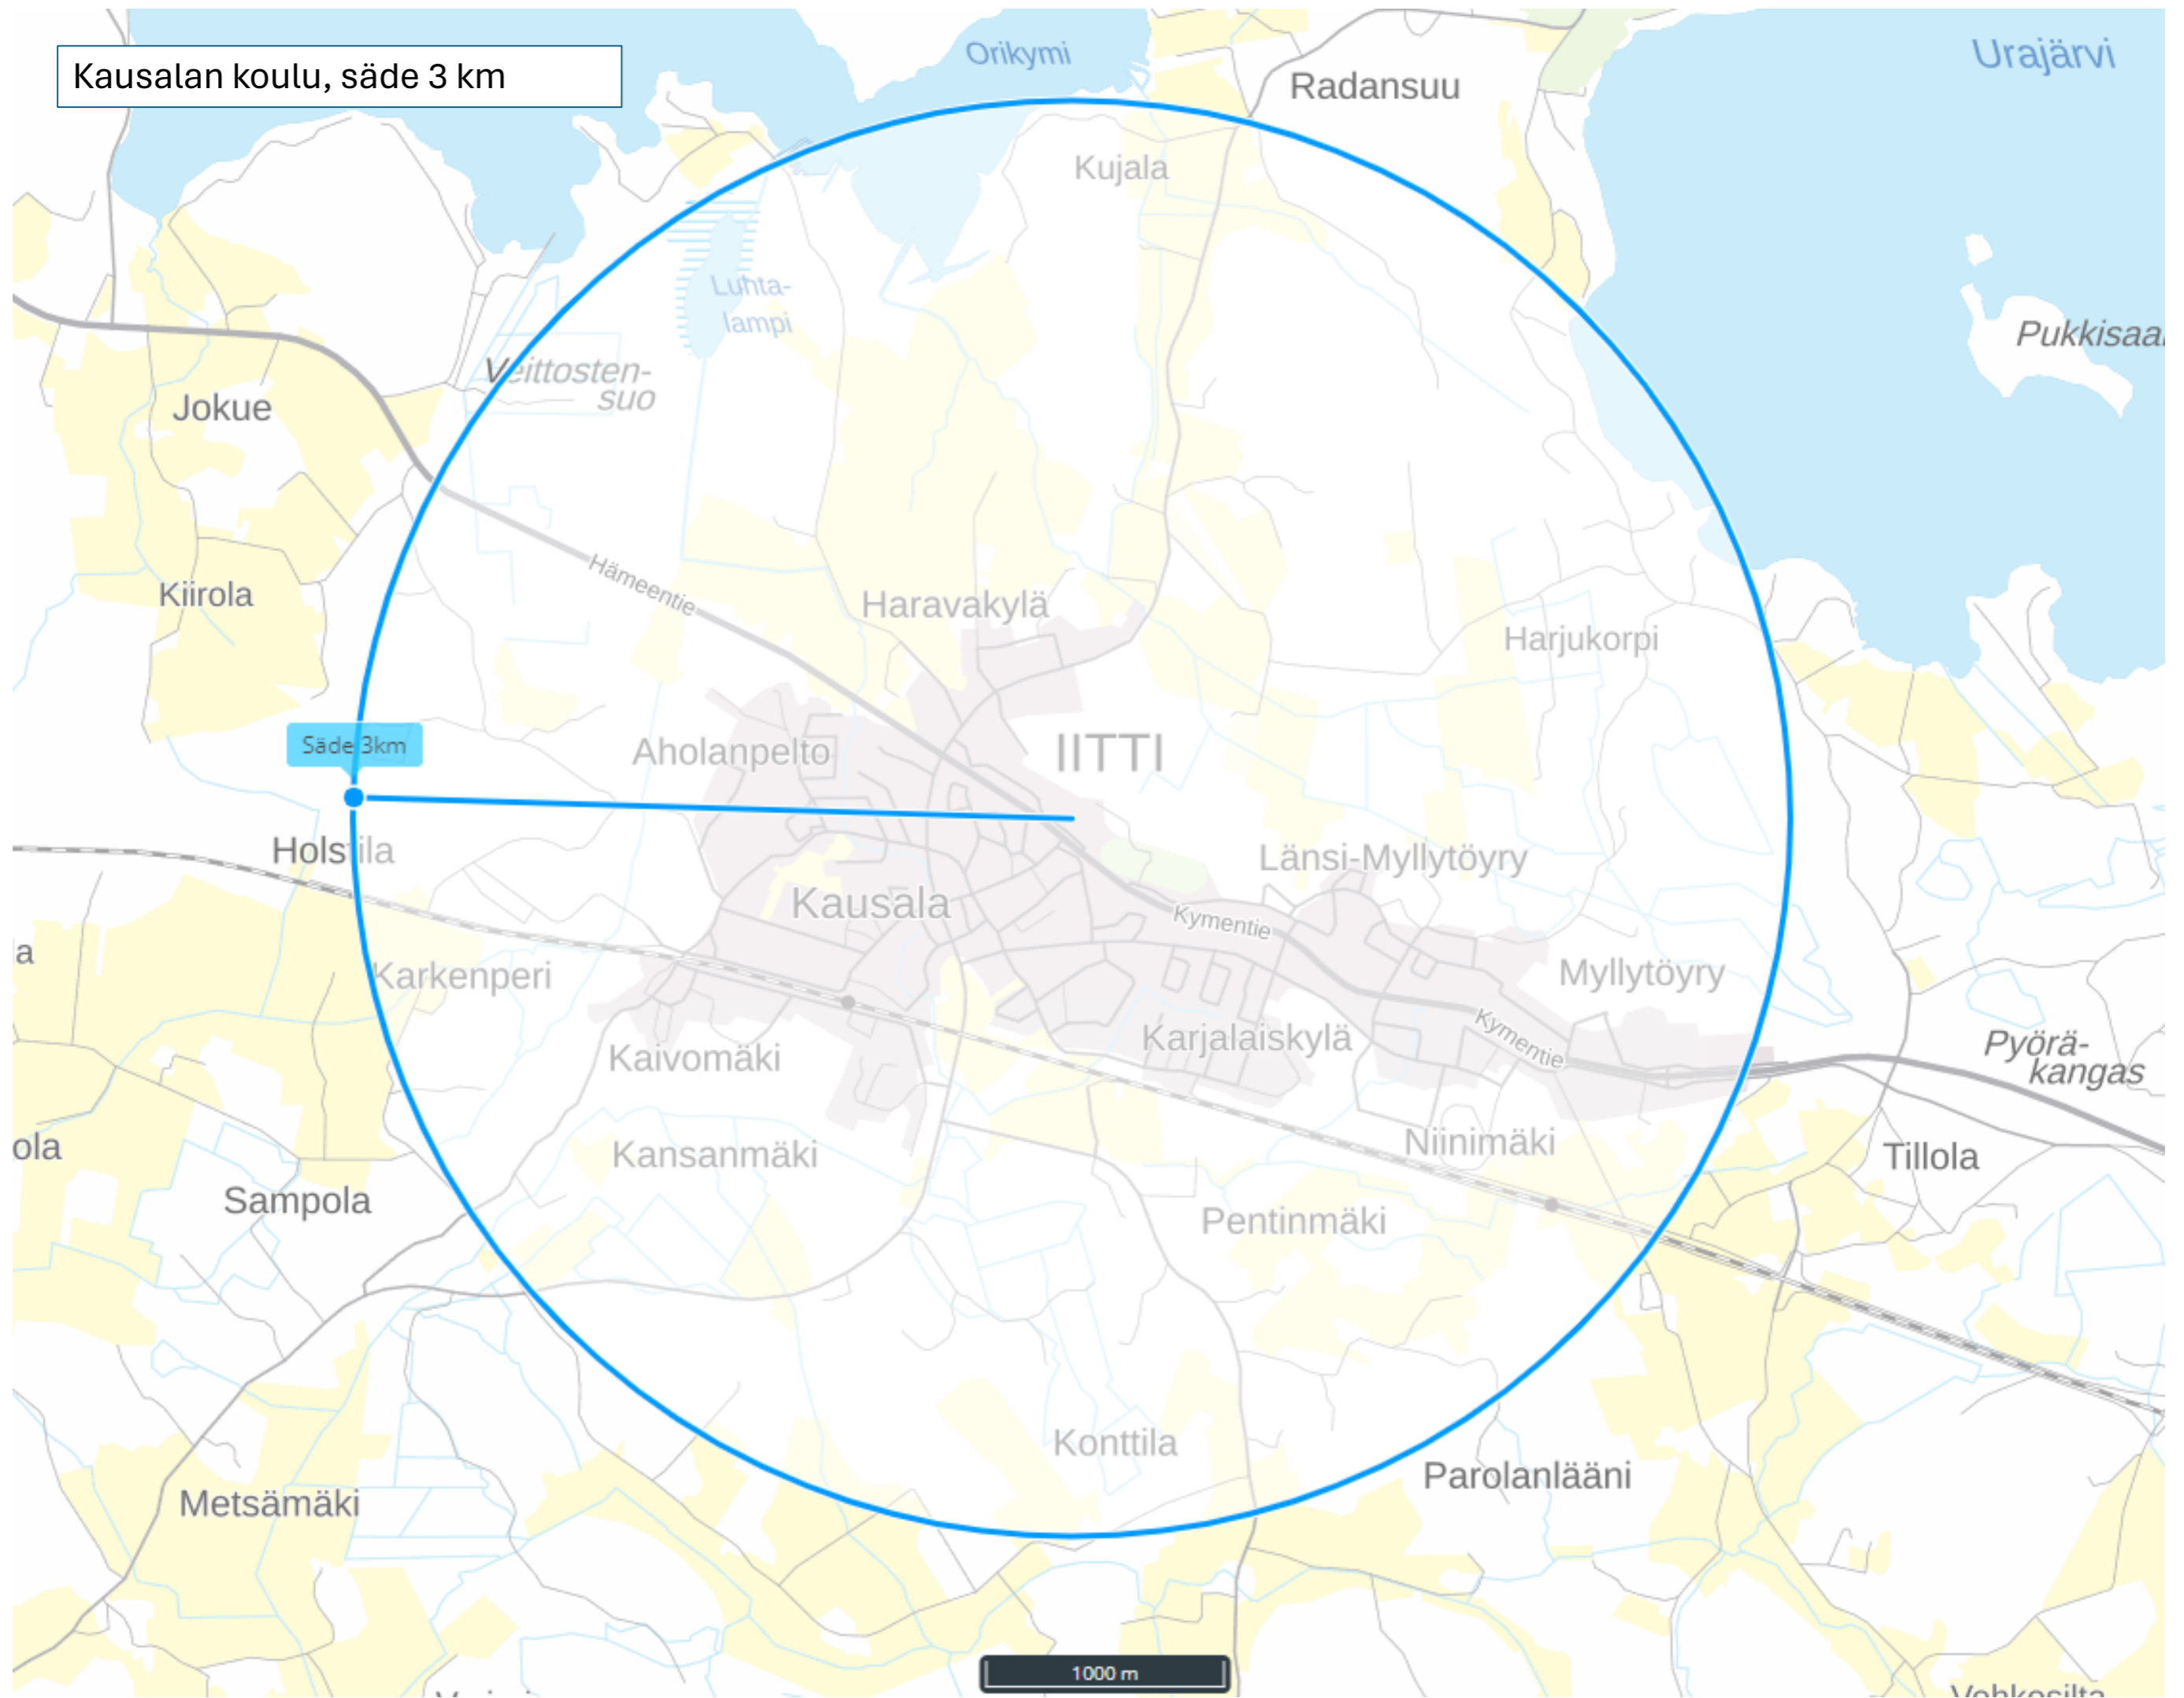 Kausalan koulu, säde 3 km
Orikymi
Urajärvi
Radansuu
Kujala
Luhta-
lampi
Pukkisaa
Veittosten-
suo
Jokue
Hämeentie
Kiirola
Haravakylä
Harjukorpi
Säde 3km
Aholanpelto
IITTI
Holstila
Länsi-Myllytöyry
Kausala
Kymentie
a
Karkenperi
Myllytöyry
Kymentie
Karjalaiskylä
Kaivomäki
Pyörä-
kangas
ola
Kansanmäki
Niinimäki
Tillola
Sampola
Pentinmäki
Konttila
Parolanlääni
Metsämäki
1000 m